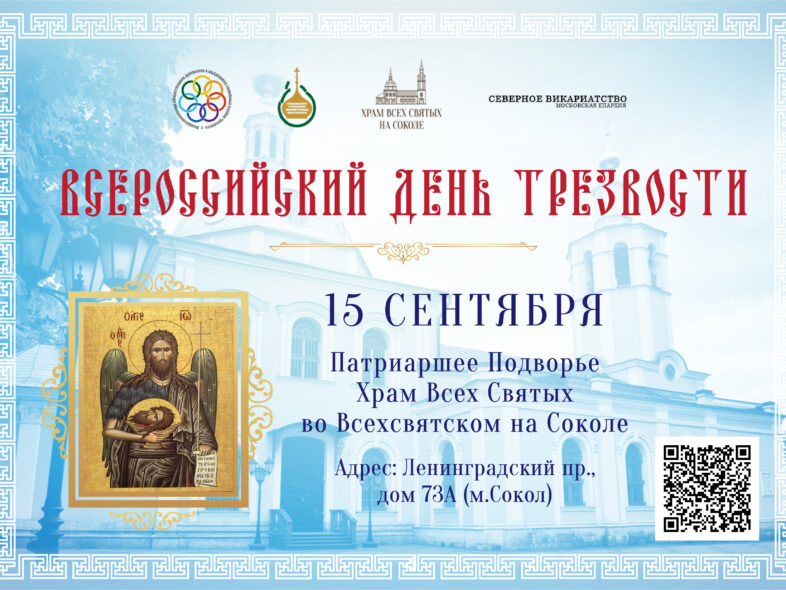 ХРАМ ВСЕХ СВЯТЫХ
НА СОКОЛЕ
СЕВЕРНОЕ ВИКАРИАТСТВО
МОСКОВСКАЯ ЕПАРХИЯ
ВСЕРОССИЙСКИЙ ДЕНЬ ТРЕЗВОСТИ
15 СЕНТЯБРЯ
Патриаршее Подворье
Храм Всех Святых
во Всехсвятском на Соколе
Адрес: Ленинградский пр.,
дом 73А (м.Сокол)